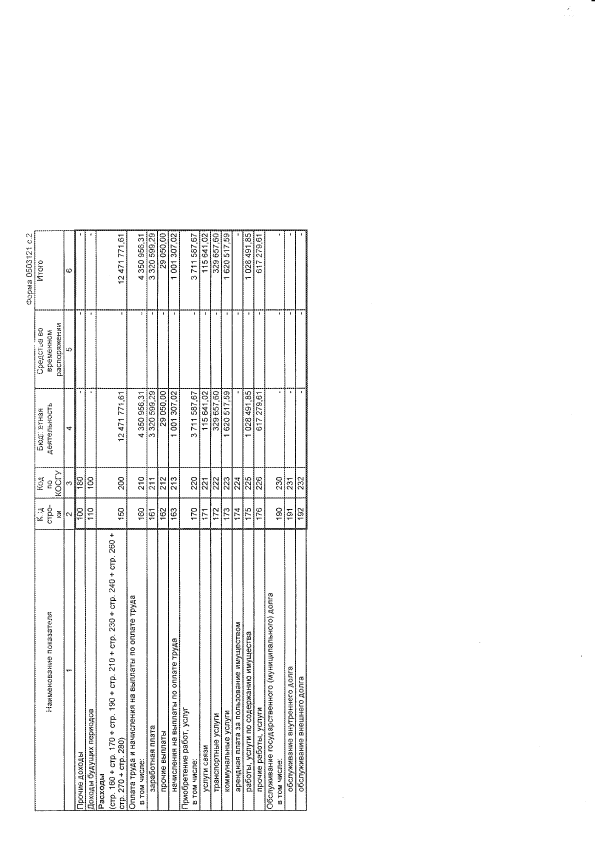 Форма 0503121 с.2
Наименование показателя | Код стро-ки | Код по КОСГУ | Бюджетная деятельность | Средства во временном распоряжении | Итого
1 | 2 | 3 | 4 | 5 | 6
Прочие доходы | 100 | 180 | - | - | -
Доходы будущих периодов | 110 | 100 | - | - | -
Расходы
(стр. 160 + стр. 170 + стр. 190 + стр. 210 + стр. 230 + стр. 240 + стр. 260 +
стр. 270 + стр. 280) | 150 | 200 | 12 471 771,61 | - | 12 471 771,61
Оплата труда и начисления на выплаты по оплате труда
в том числе: | 160 | 210 | 4 350 956,31 | - | 4 350 956,31
заработная плата | 161 | 211 | 3 320 599,29 | - | 3 320 599,29
прочие выплаты | 162 | 212 | 29 050,00 | - | 29 050,00
начисления на выплаты по оплате труда | 163 | 213 | 1 001 307,02 | - | 1 001 307,02
Приобретение работ, услуг
в том числе: | 170 | 220 | 3 711 587,67 | - | 3 711 587,67
услуги связи | 171 | 221 | 115 641,02 | - | 115 641,02
транспортные услуги | 172 | 222 | 329 657,60 | - | 329 657,60
коммунальные услуги | 173 | 223 | 1 620 517,59 | - | 1 620 517,59
арендная плата за пользование имуществом | 174 | 224 | - | - | -
работы, услуги по содержанию имущества | 175 | 225 | 1 028 491,85 | - | 1 028 491,85
прочие работы, услуги | 176 | 226 | 617 279,61 | - | 617 279,61
Обслуживание государственного (муниципального) долга
в том числе: | 190 | 230 | - | - | -
обслуживание внутреннего долга | 191 | 231 | - | - | -
обслуживание внешнего долга | 192 | 232 | - | - | -